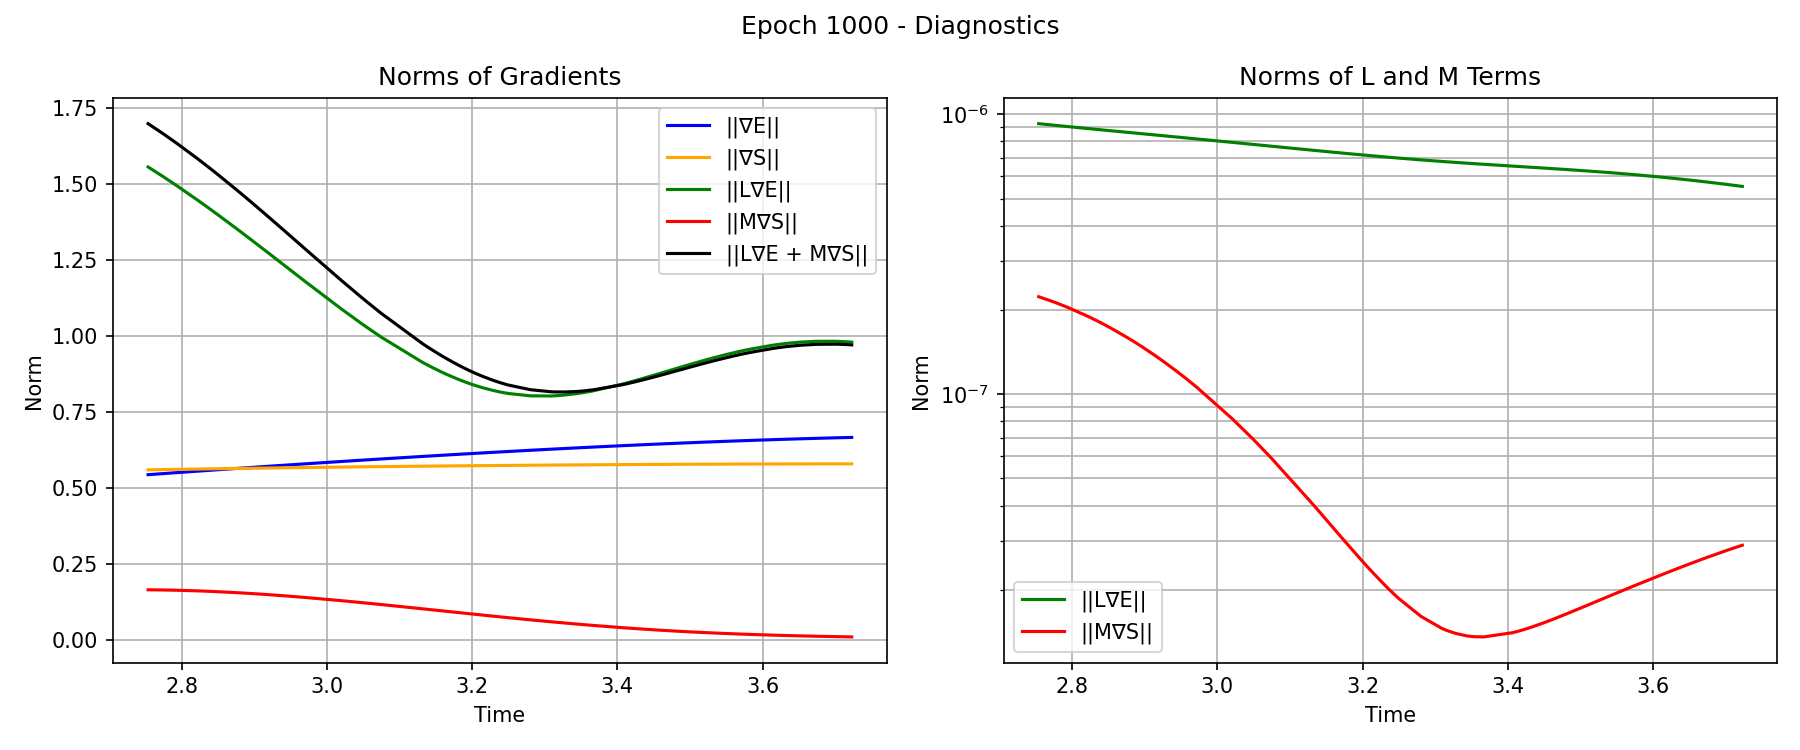 Epoch 1000 - Diagnostics
Norms of Gradients
1.75
1.50
1.25
1.00
0.75
0.50
0.25
0.00
Norm
2.8 3.0 3.2 3.4 3.6
Time
||∇E||
||∇S||
||L∇E||
||M∇S||
||L∇E + M∇S||
Norms of L and M Terms
10⁻⁶
10⁻⁷
Norm
2.8 3.0 3.2 3.4 3.6
Time
||L∇E||
||M∇S||